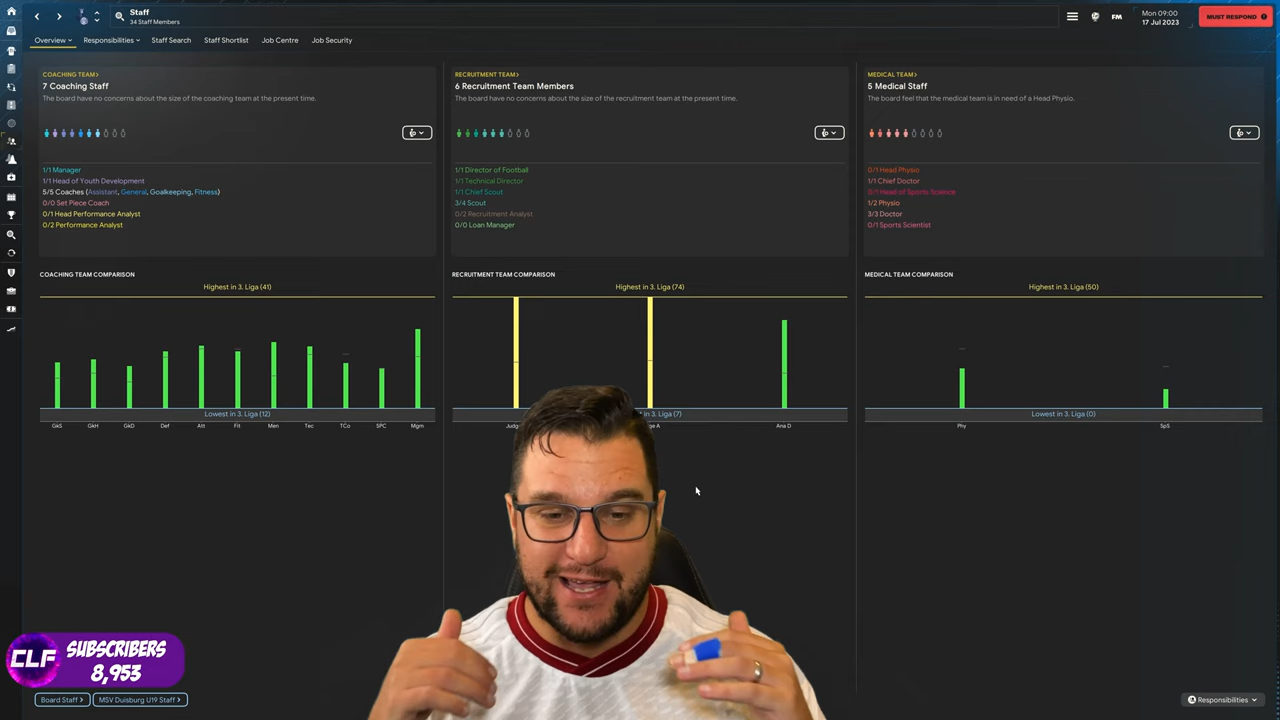 Staff
34 Staff Members
FM
Mon 09:00
17 Jul 2023
MUST RESPOND
Overview
Responsibilities
Staff Search
Staff Shortlist
Job Centre
Job Security
COACHING TEAM>
7 Coaching Staff
The board have no concerns about the size of the coaching team at the present time.
1/1 Manager
1/1 Head of Youth Development
5/5 Coaches (Assistant, General, Goalkeeping, Fitness)
0/0 Set Piece Coach
0/1 Head Performance Analyst
0/2 Performance Analyst
RECRUITMENT TEAM>
6 Recruitment Team Members
The board have no concerns about the size of the recruitment team at the present time.
1/1 Director of Football
1/1 Technical Director
1/1 Chief Scout
3/4 Scout
0/2 Recruitment Analyst
0/0 Loan Manager
MEDICAL TEAM>
5 Medical Staff
The board feel that the medical team is in need of a Head Physio.
0/1 Head Physio
1/1 Chief Doctor
0/1 Head of Sports Science
1/2 Physio
3/3 Doctor
0/1 Sports Scientist
COACHING TEAM COMPARISON
Highest in 3. Liga (41)
Lowest in 3. Liga (12)
GkS GkH GkD Def Att Fit Men Tec TCo SPC Mgm
RECRUITMENT TEAM COMPARISON
Highest in 3. Liga (74)
in 3. Liga (7)
Ana D
MEDICAL TEAM COMPARISON
Highest in 3. Liga (50)
Lowest in 3. Liga (0)
Phy SpS
CLF
SUBSCRIBERS
8,953
Board Staff >
MSV Duisburg U19 Staff >
Responsibilities